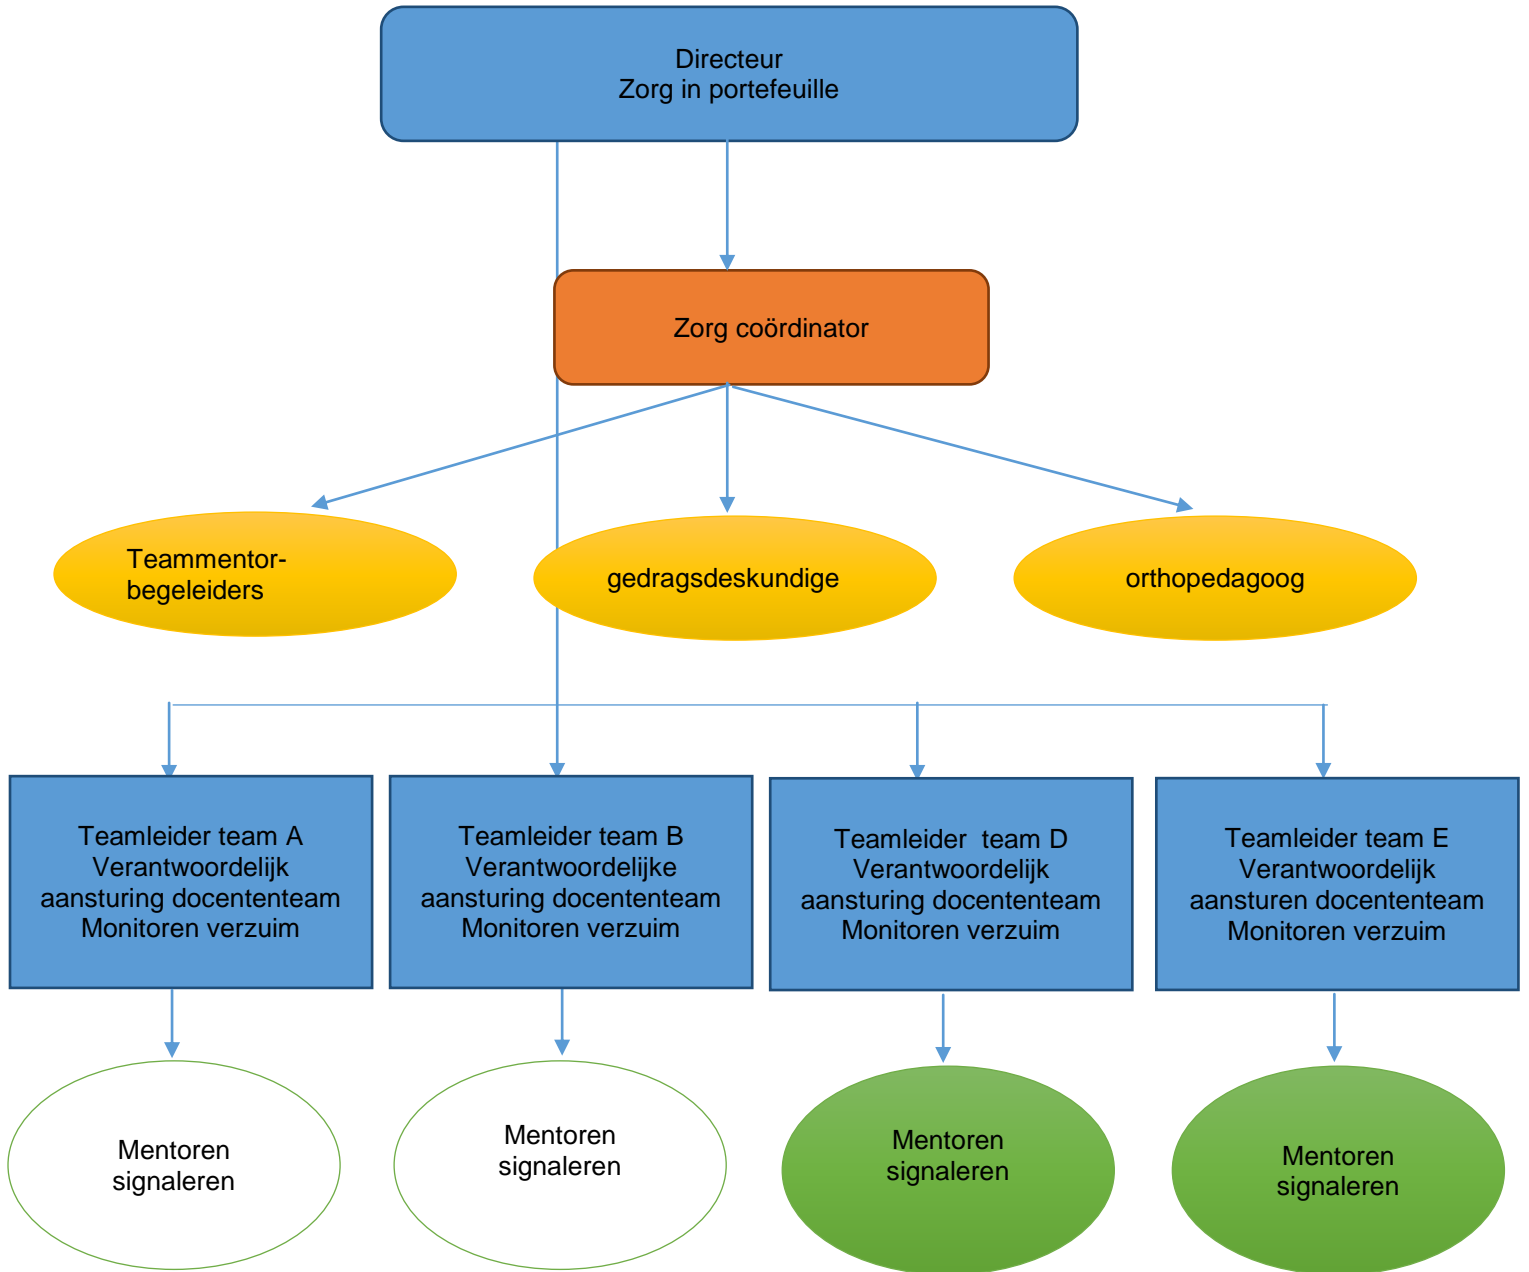 Directeur
Zorg in portefeuille
Zorg coördinator
Teammentor-
begeleiders
gedragsdeskundige
orthopedagoog
Teamleider team A
Verantwoordelijk
aansturing docententeam
Monitoren verzuim
Teamleider team B
Verantwoordelijke
aansturing docententeam
Monitoren verzuim
Teamleider  team D
Verantwoordelijk
aansturing docententeam
Monitoren verzuim
Teamleider team E
Verantwoordelijk
aansturen docententeam
Monitoren verzuim
Mentoren
signaleren
Mentoren
signaleren
Mentoren
signaleren
Mentoren
signaleren